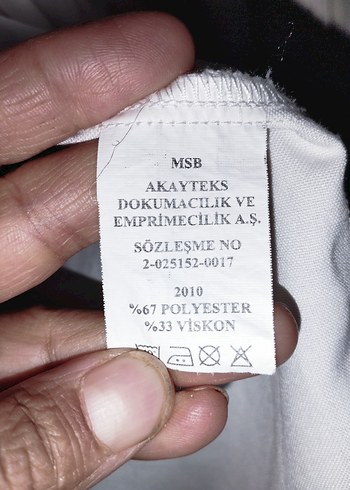 MSB
AKAYTEKS
DOKUMACILIK VE
EMPRİMECİLİK A.Ş.
SÖZLEŞME NO
2-025152-0017
2010
%67 POLYESTER
%33 VİSKON